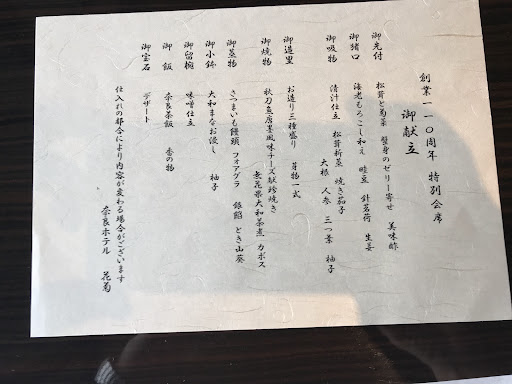 創業一一〇周年 特別会席
御献立
御先付 松茸と菊菜 蟹身のゼリー寄せ 美味酢
御猪口 海老もろこし和え 畦豆 針茗荷 生姜
御吸物 清汁仕立 松茸新蒸 焼き茄子
大根 人参 三つ葉 柚子
御造里 お造り三種盛り 芽物一式
御焼物 秋刀魚唐墨風味チーズ献珍焼き
無花果大和茶煮 カボス
御蒸物 さつまいも饅頭 フォアグラ 銀餡 とき山葵
御小鉢 大和まなお浸し 柚子
御留椀 味噌仕立
御飯 奈良茶飯 香の物
御宝石 デザート
仕入れの都合により内容が変わる場合がございます
奈良ホテル 花菊